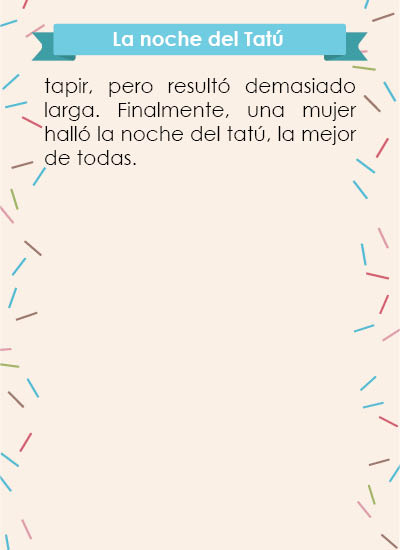 La noche del Tatú
tapir, pero resultó demasiado
larga. Finalmente, una mujer
halló la noche del tatú, la mejor
de todas.